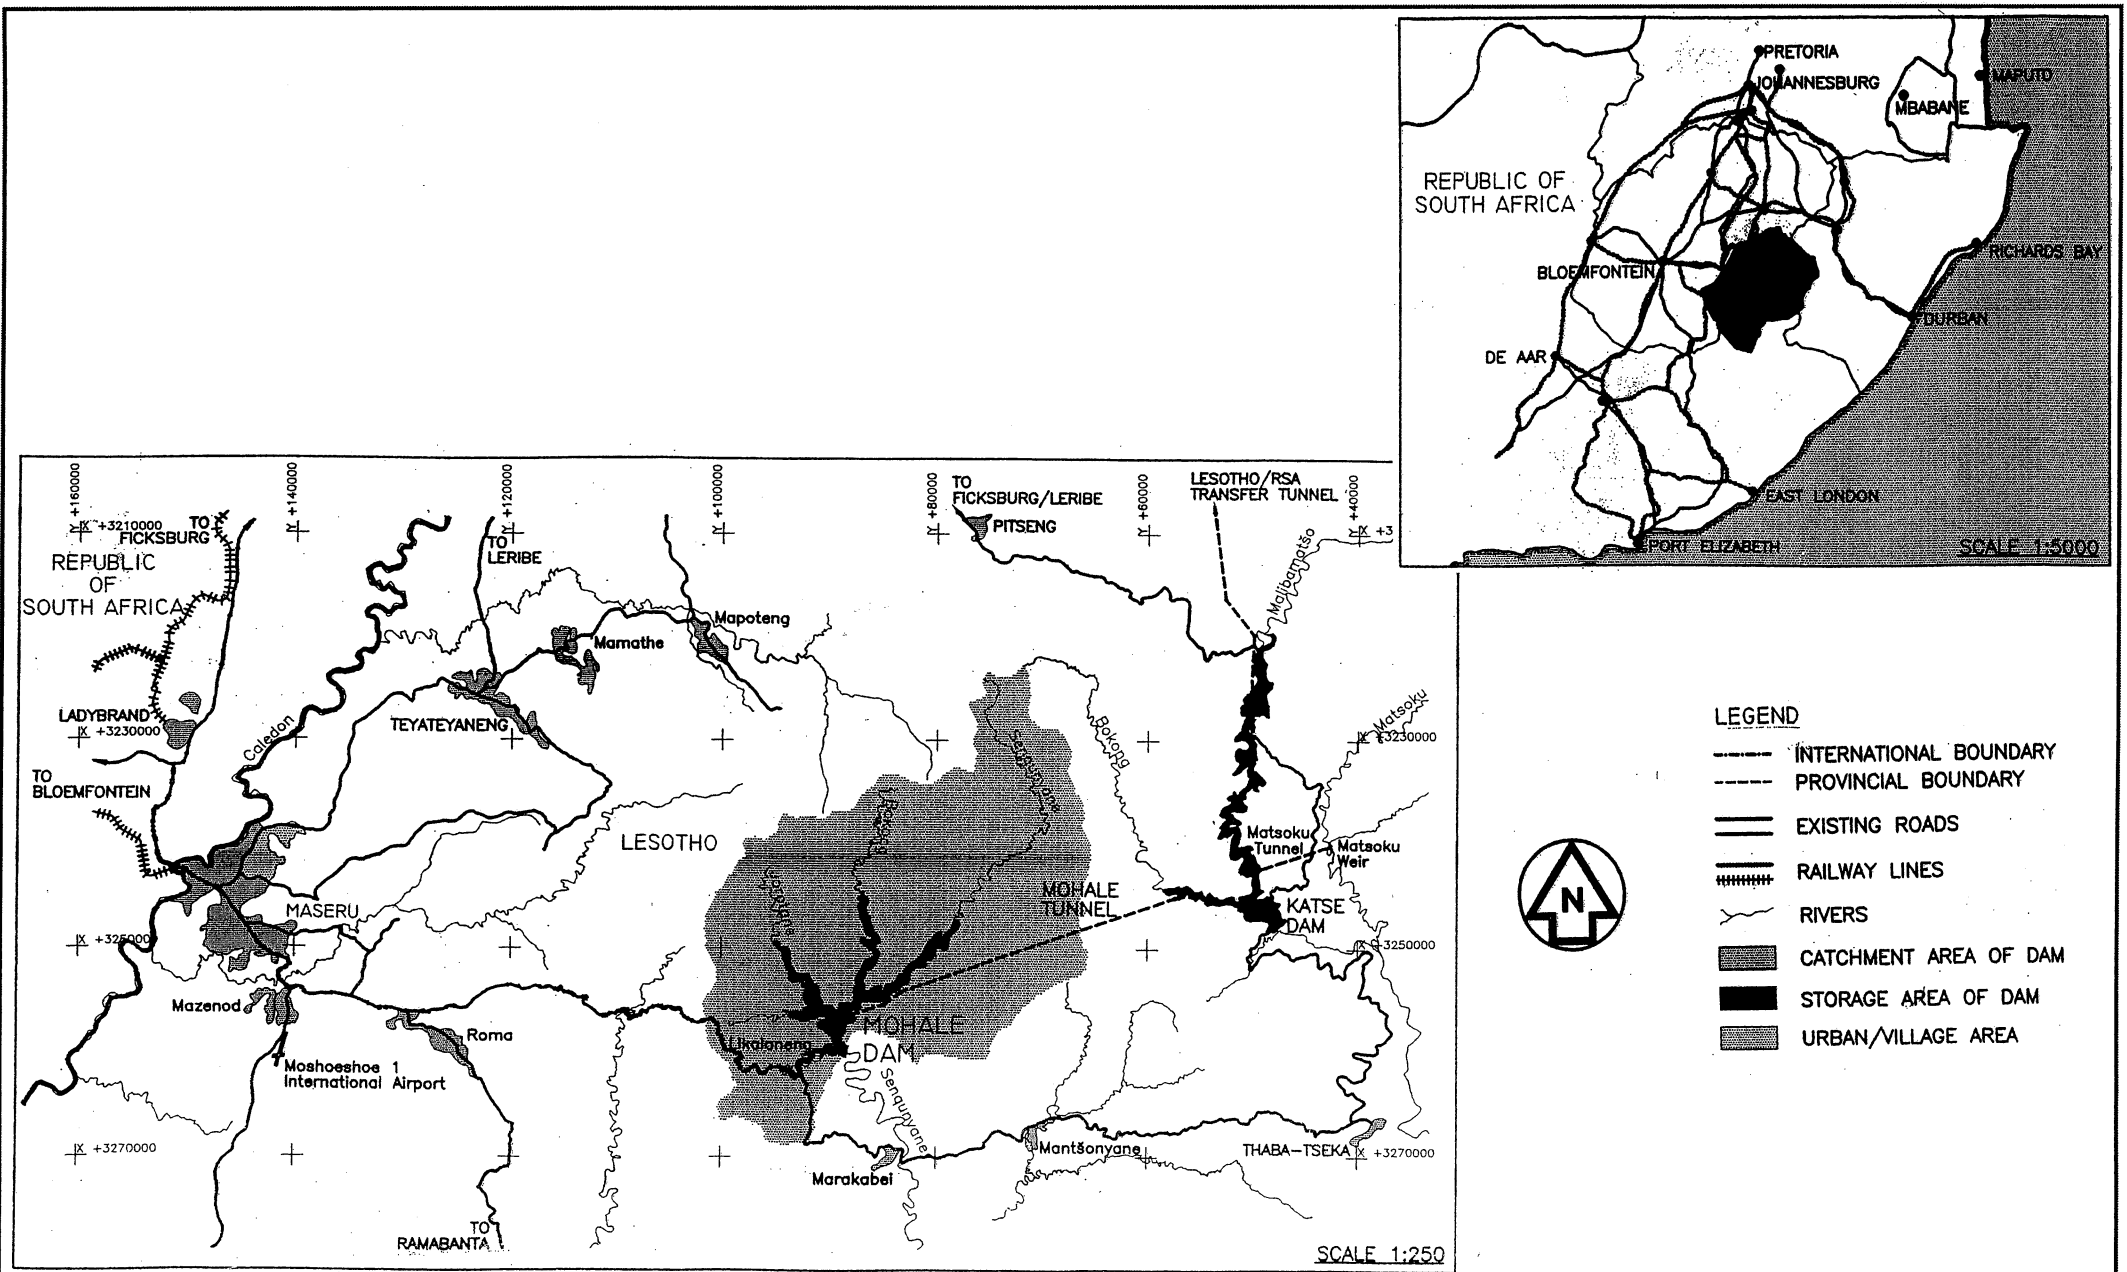 PRETORIA
JOHANNESBURG
MAPUTO
MBABANE
REPUBLIC OF
SOUTH AFRICA
BLOEMFONTEIN
RICHARDS BAY
DURBAN
DE AAR
EAST LONDON
PORT ELIZABETH
SCALE 1:5000
Y +160000
Y +140000
Y +120000
Y +100000
Y +80000
Y +60000
Y +40000
X +3210000
X +3
TO
FICKSBURG
TO
LERIBE
TO
FICKSBURG/LERIBE
PITSENG
LESOTHO/RSA
TRANSFER TUNNEL
Malibamatšo
REPUBLIC
OF
SOUTH AFRICA
Mapoteng
Mamathe
LADYBRAND
X +3230000
Caledon
TEYATEYANENG
Senqunyane
Bokong
Matsoku
X +3230000
TO
BLOEMFONTEIN
LESOTHO
Matsoku
Tunnel
Matsoku
Weir
MOHALE
TUNNEL
KATSE
DAM
MASERU
X +3250000
X +3250000
Mazenod
Roma
Likalaneng
MOHALE
DAM
Moshoeshoe 1
International Airport
Senqunyane
X +3270000
Mantšonyane
THABA-TSEKA
X +3270000
Marakabei
TO
RAMABANTA
SCALE 1:250
LEGEND
INTERNATIONAL BOUNDARY
PROVINCIAL BOUNDARY
EXISTING ROADS
RAILWAY LINES
RIVERS
CATCHMENT AREA OF DAM
STORAGE AREA OF DAM
URBAN/VILLAGE AREA
N